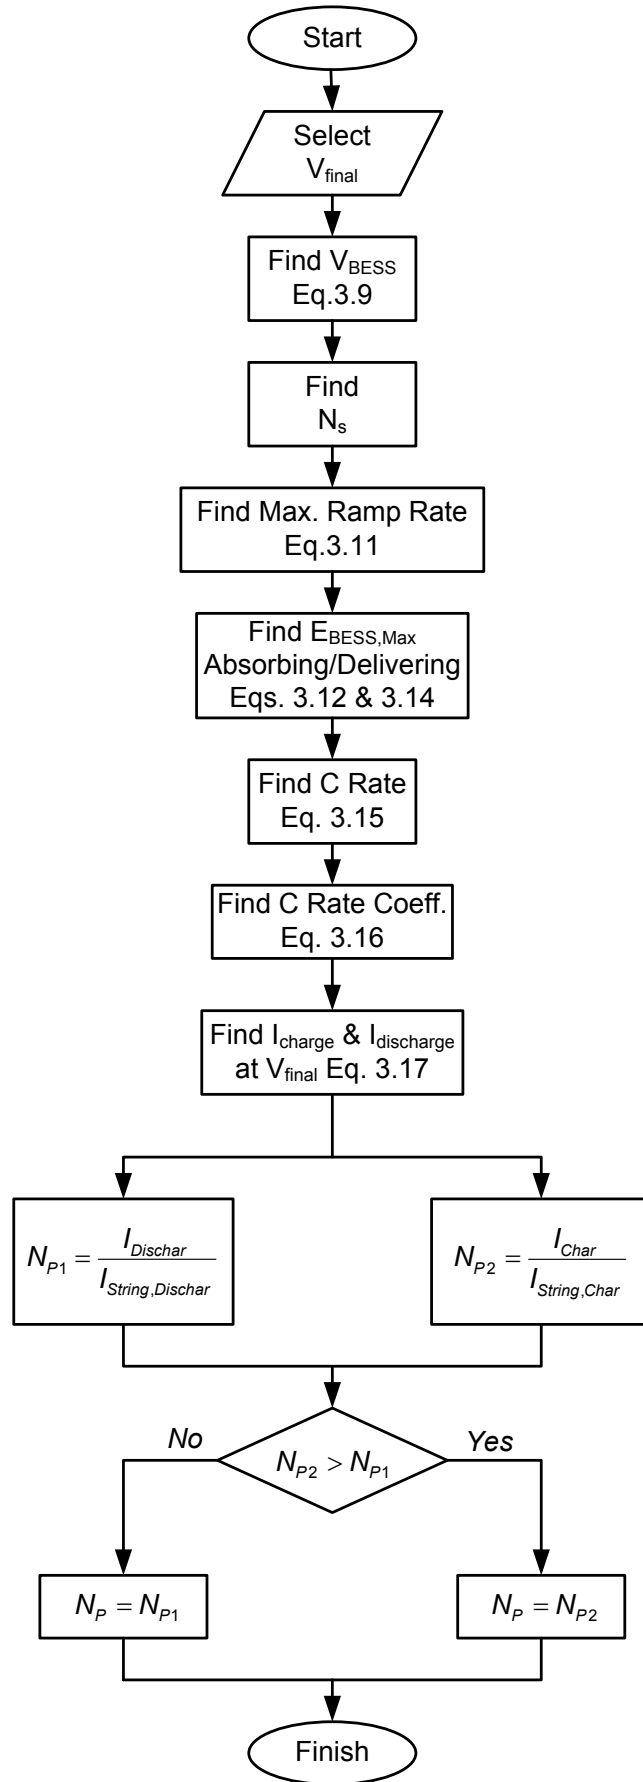 Start
Select
V_final
Find V_BESS
Eq.3.9
Find
N_s
Find Max. Ramp Rate
Eq.3.11
Find E_BESS,Max
Absorbing/Delivering
Eqs. 3.12 & 3.14
Find C Rate
Eq. 3.15
Find C Rate Coeff.
Eq. 3.16
Find I_charge & I_discharge
at V_final Eq. 3.17
N_P1 = I_Dischar / I_String,Dischar
N_P2 = I_Char / I_String,Char
No
Yes
N_P2 > N_P1
N_P = N_P1
N_P = N_P2
Finish